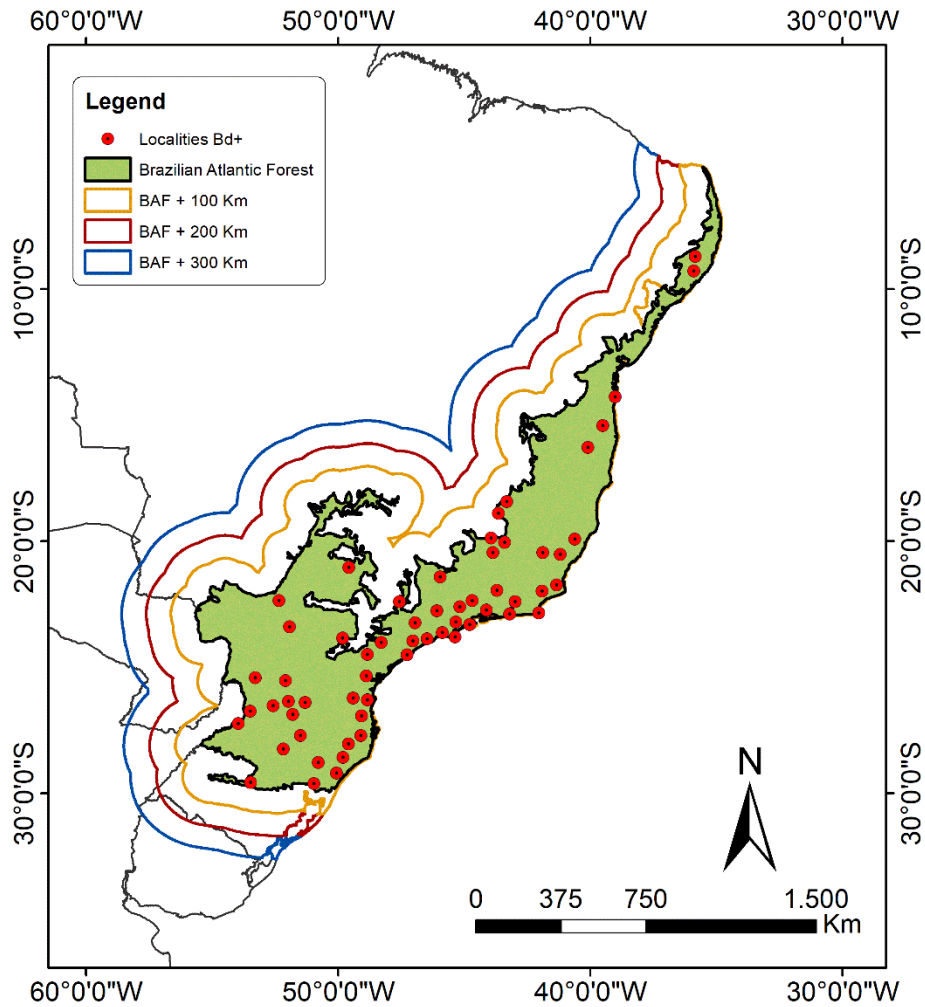 60°0'0"W 50°0'0"W 40°0'0"W 30°0'0"W
Legend
Localities Bd+
Brazilian Atlantic Forest
BAF + 100 Km
BAF + 200 Km
BAF + 300 Km
10°0'0"S 10°0'0"S
20°0'0"S 20°0'0"S
30°0'0"S 30°0'0"S
N
0 375 750 1.500
Km
60°0'0"W 50°0'0"W 40°0'0"W 30°0'0"W